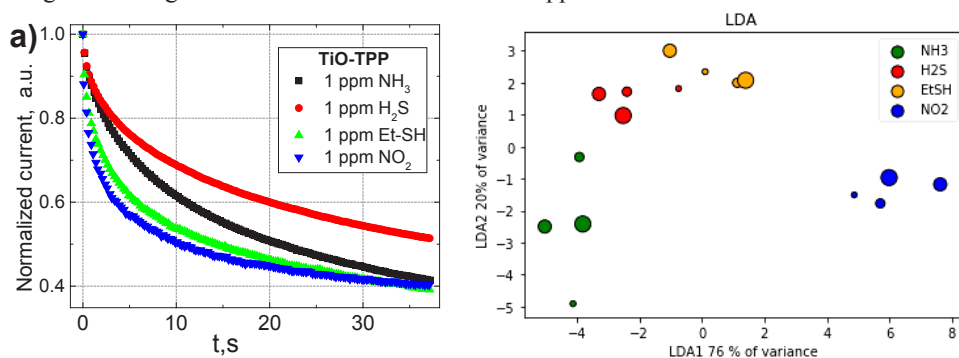 a)
Normalized current, a.u.
1.0
0.8
0.6
0.4
0
10
20
30
t,s
TiO-TPP
1 ppm NH3
1 ppm H2S
1 ppm Et-SH
1 ppm NO2
LDA
LDA2 20% of variance
3
2
1
0
−1
−2
−3
−4
−5
−4
−2
0
2
4
6
8
LDA1 76 % of variance
NH3
H2S
EtSH
NO2